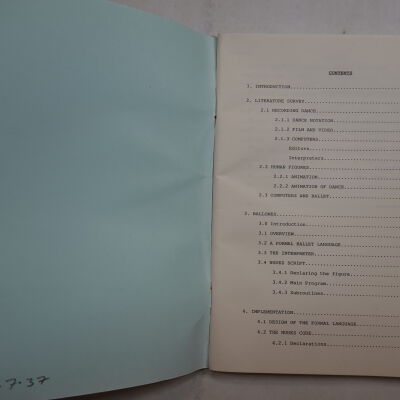 CONTENTS
1. INTRODUCTION
2. LITERATURE SURVEY
2.1 RECORDING DANCE
2.1.1 DANCE NOTATION
2.1.2 FILM AND VIDEO
2.1.3 COMPUTERS
Editors
Interpreters
2.2 HUMAN FIGURES
2.2.1 ANIMATION
2.2.2 ANIMATION OF DANCE
2.3 COMPUTERS AND BALLET
3. BALLONES
3.0 Introduction
3.1 OVERVIEW
3.2 A FORMAL BALLET LANGUAGE
3.3 THE INTERPRETER
3.4 NUDES SCRIPT
3.4.1 Declaring the Figure
3.4.2 Main Program
3.4.3 Subroutines
4. IMPLEMENTATION
4.1 DESIGN OF THE FORMAL LANGUAGE
4.2 THE NUDES CODE
4.2.1 Declarations
.7.37